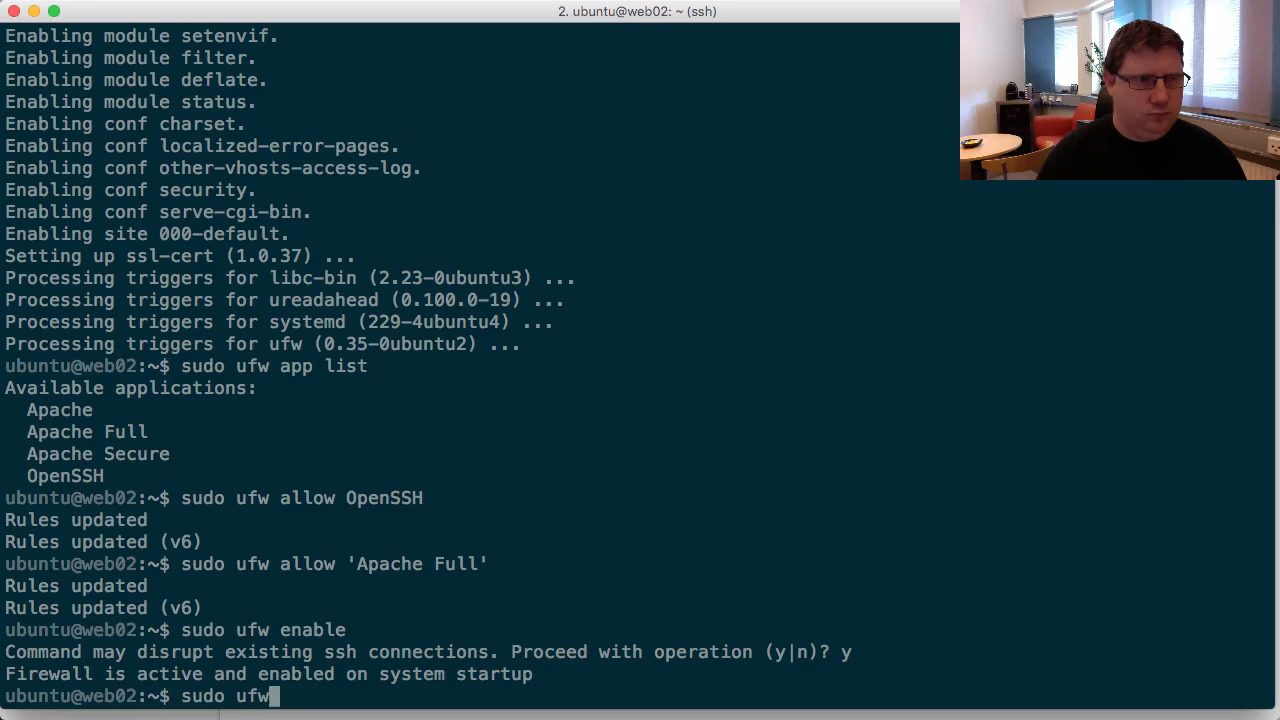 2. ubuntu@web02: ~ (ssh)
Enabling module setenvif.
Enabling module filter.
Enabling module deflate.
Enabling module status.
Enabling conf charset.
Enabling conf localized-error-pages.
Enabling conf other-vhosts-access-log.
Enabling conf security.
Enabling conf serve-cgi-bin.
Enabling site 000-default.
Setting up ssl-cert (1.0.37) ...
Processing triggers for libc-bin (2.23-0ubuntu3) ...
Processing triggers for ureadahead (0.100.0-19) ...
Processing triggers for systemd (229-4ubuntu4) ...
Processing triggers for ufw (0.35-0ubuntu2) ...
ubuntu@web02:~$ sudo ufw app list
Available applications:
  Apache
  Apache Full
  Apache Secure
  OpenSSH
ubuntu@web02:~$ sudo ufw allow OpenSSH
Rules updated
Rules updated (v6)
ubuntu@web02:~$ sudo ufw allow 'Apache Full'
Rules updated
Rules updated (v6)
ubuntu@web02:~$ sudo ufw enable
Command may disrupt existing ssh connections. Proceed with operation (y|n)? y
Firewall is active and enabled on system startup
ubuntu@web02:~$ sudo ufw